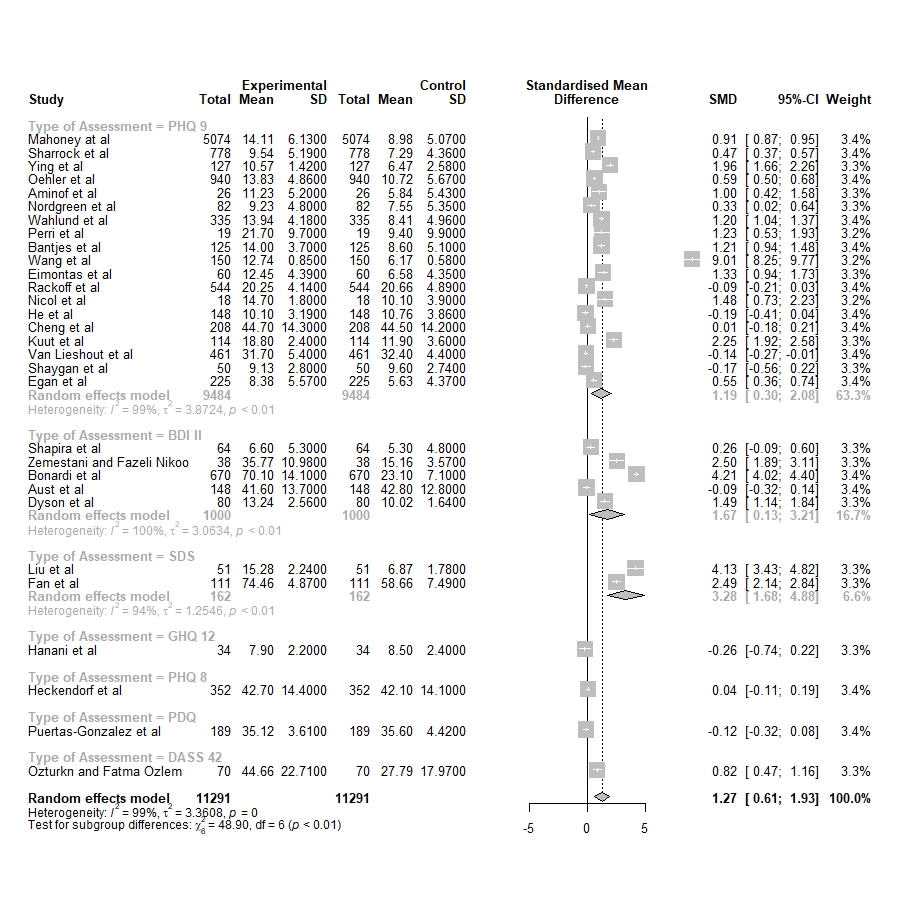 Experimental Control Standardised Mean
Study Total Mean SD Total Mean SD Difference SMD 95%-CI Weight
Type of Assessment = PHQ 9
Mahoney at al 5074 14.11 6.1300 5074 8.98 5.0700 0.91 [ 0.87; 0.95] 3.4%
Sharrock et al 778 9.54 5.1900 778 7.29 4.3600 0.47 [ 0.37; 0.57] 3.4%
Ying et al 127 10.57 1.4200 127 6.47 2.5800 1.96 [ 1.66; 2.26] 3.3%
Oehler et al 940 13.83 4.8600 940 10.72 5.6700 0.59 [ 0.50; 0.68] 3.4%
Aminof et al 26 11.23 5.2000 26 5.84 5.4300 1.00 [ 0.42; 1.58] 3.3%
Nordgreen et al 82 9.23 4.8000 82 7.55 5.3500 0.33 [ 0.02; 0.64] 3.3%
Wahlund et al 335 13.94 4.1800 335 8.41 4.9600 1.20 [ 1.04; 1.37] 3.4%
Perri et al 19 21.70 9.7000 19 9.40 9.9000 1.23 [ 0.53; 1.93] 3.2%
Bantjes et al 125 14.00 3.7000 125 8.60 5.1000 1.21 [ 0.94; 1.48] 3.3%
Wang et al 150 12.74 0.8500 150 6.17 0.5800 9.01 [ 8.25; 9.77] 3.3%
Eimontas et al 60 12.45 4.3900 60 6.58 4.3500 1.33 [ 0.94; 1.73] 3.3%
Rackoff et al 544 20.25 4.1400 544 20.66 4.8900 -0.09 [-0.21; 0.03] 3.4%
Nicol et al 18 14.70 1.8000 18 10.10 3.9000 1.48 [ 0.73; 2.23] 3.2%
He et al 148 10.10 3.1900 148 10.76 3.8600 -0.19 [-0.41; 0.04] 3.4%
Cheng et al 208 44.70 14.3000 208 44.50 14.2000 0.01 [-0.18; 0.21] 3.4%
Kuut et al 114 18.80 2.4000 114 11.90 3.6000 2.25 [ 1.92; 2.58] 3.3%
Van Lieshout et al 461 31.70 5.4000 461 32.40 4.4000 -0.14 [-0.27; -0.01] 3.4%
Shaygan et al 50 9.13 2.8000 50 9.60 2.7400 -0.17 [-0.56; 0.22] 3.3%
Egan et al 225 8.38 5.5700 225 5.63 4.3700 0.55 [ 0.36; 0.74] 3.4%
Random effects model 9484 9484 1.19 [ 0.30; 2.08] 63.3%
Heterogeneity: I² = 99%, τ² = 3.8724, p < 0.01
Type of Assessment = BDI II
Shapira et al 64 6.60 5.3000 64 5.30 4.8000 0.26 [-0.09; 0.60] 3.3%
Zemestani and Fazeli Nikoo 38 35.77 10.9800 38 15.16 3.5700 2.50 [ 1.89; 3.11] 3.3%
Bonardi et al 670 70.10 14.1000 670 23.10 7.1000 4.21 [ 4.02; 4.40] 3.4%
Aust et al 148 41.60 13.7000 148 42.80 12.8000 -0.09 [-0.32; 0.14] 3.4%
Dyson et al 80 13.24 2.5600 80 10.02 1.6400 1.49 [ 1.14; 1.84] 3.3%
Random effects model 1000 1000 1.67 [ 0.13; 3.21] 16.7%
Heterogeneity: I² = 100%, τ² = 3.0634, p < 0.01
Type of Assessment = SDS
Liu et al 51 15.28 2.2400 51 6.87 1.7800 4.13 [ 3.43; 4.82] 3.3%
Fan et al 111 74.46 4.8700 111 58.66 7.4900 2.49 [ 2.14; 2.84] 3.3%
Random effects model 162 162 3.28 [ 1.68; 4.88] 6.6%
Heterogeneity: I² = 94%, τ² = 1.2546, p < 0.01
Type of Assessment = GHQ 12
Hanani et al 34 7.90 2.2000 34 8.50 2.4000 -0.26 [-0.74; 0.22] 3.3%
Type of Assessment = PHQ 8
Heckendorf et al 352 42.70 14.4000 352 42.10 14.1000 0.04 [-0.11; 0.19] 3.4%
Type of Assessment = PDQ
Puertas-Gonzalez et al 189 35.12 3.6100 189 35.60 4.4200 -0.12 [-0.32; 0.08] 3.4%
Type of Assessment = DASS 42
Ozturkn and Fatma Ozlem 70 44.66 22.7100 70 27.79 17.9700 0.82 [ 0.47; 1.16] 3.3%
Random effects model 11291 11291 1.27 [ 0.61; 1.93] 100.0%
Heterogeneity: I² = 99%, τ² = 3.3608, p = 0
Test for subgroup differences: χ²₆ = 48.90, df = 6 (p < 0.01)
-5 0 5